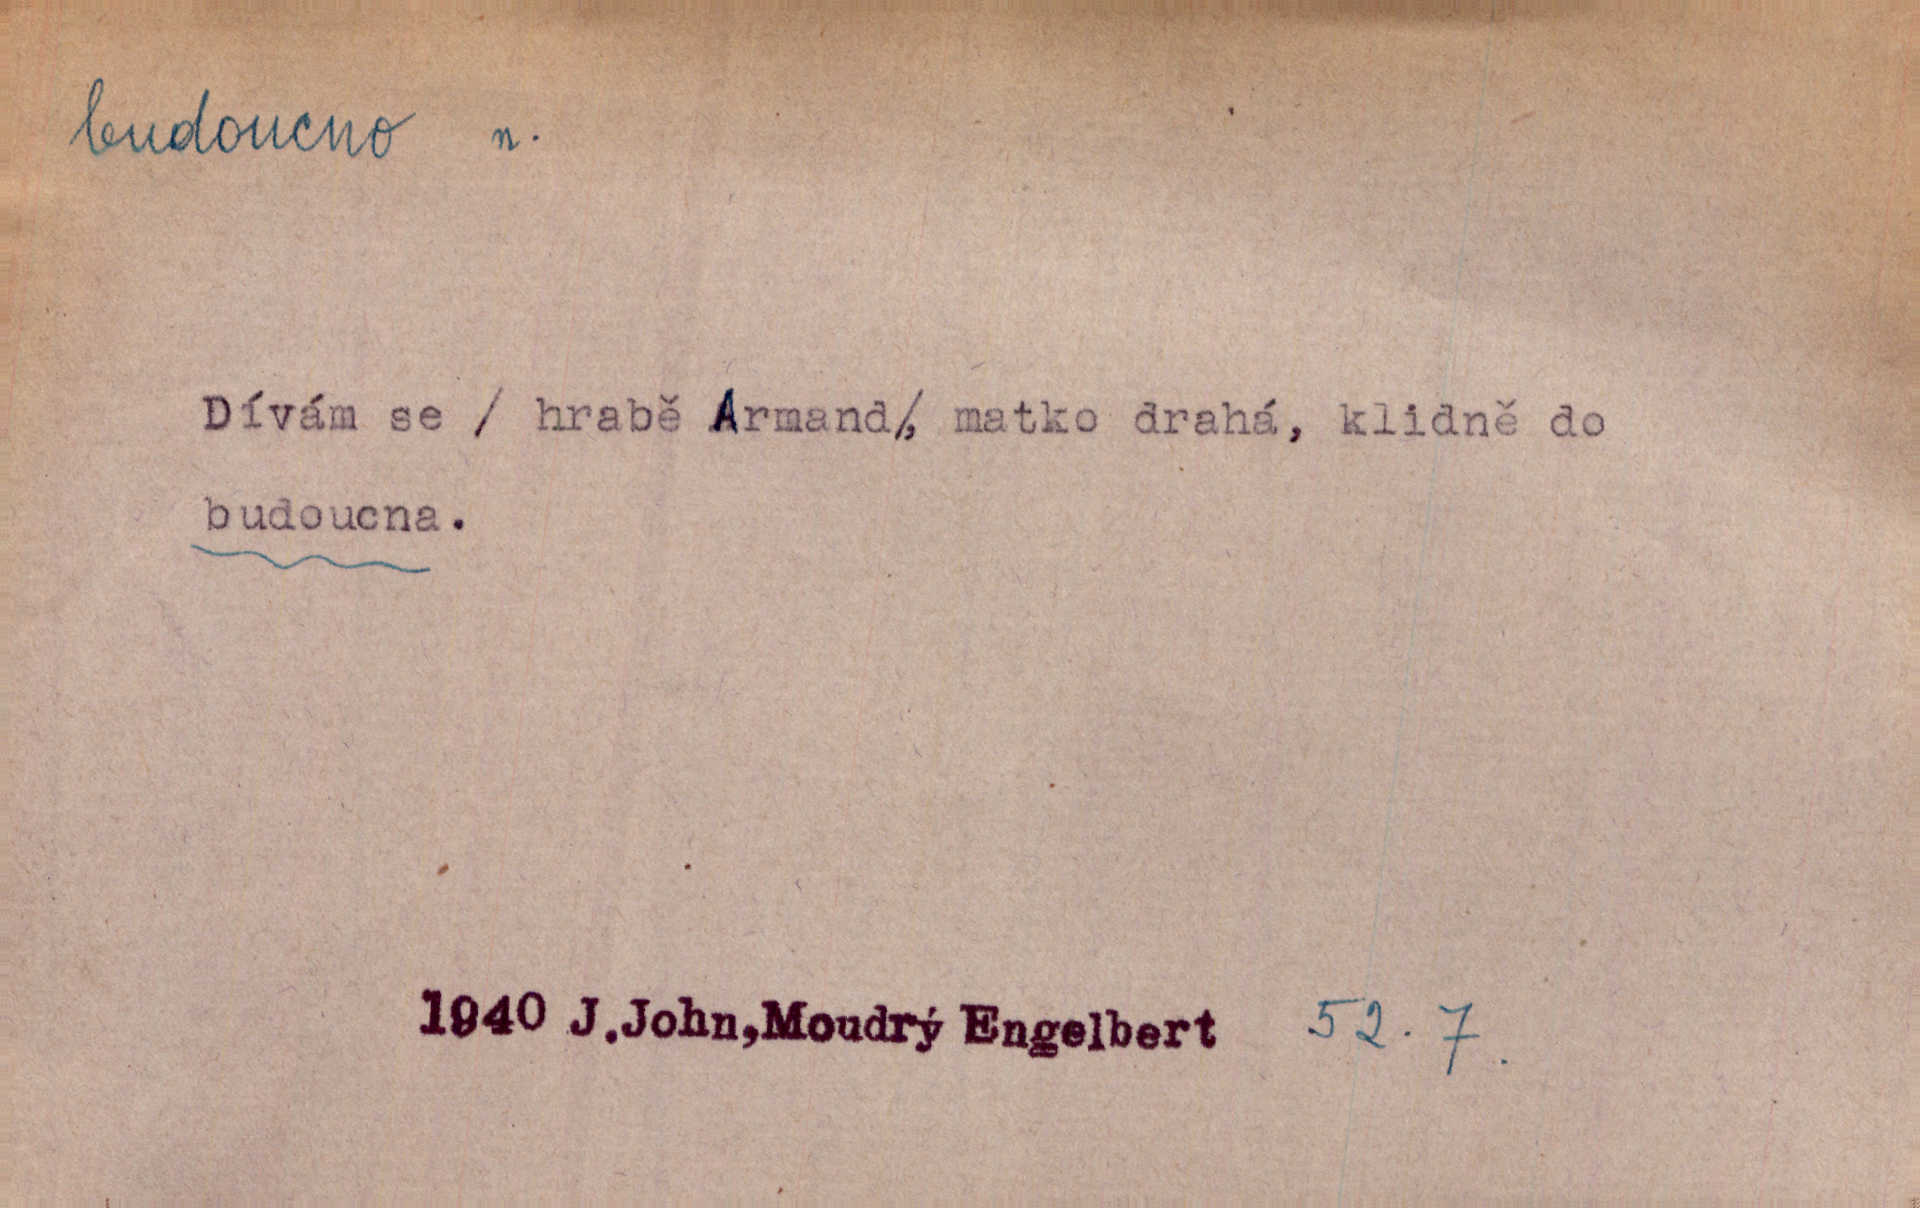 budoucno n.
Dívám se / hrabě Armand/, matko drahá, klidně do
budoucna.
1940 J.John,Moudrý Engelbert 52.7.